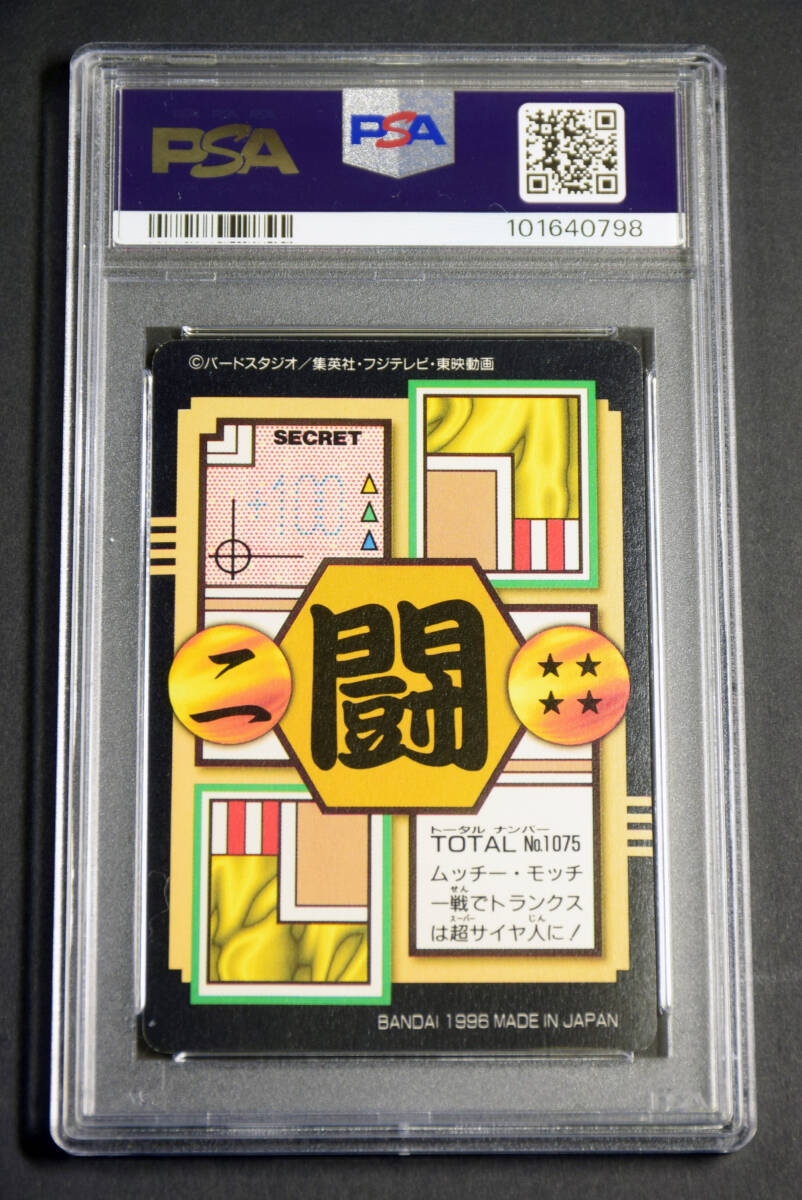 PSA
PSA
101640798
©バードスタジオ／集英社・フジテレビ・東映動画
SECRET
+100
闘
二
トータル ナンバー
TOTAL No.1075
ムッチー・モッチ
せん
一戦でトランクス
スーパー じん
は超サイヤ人に！
BANDAI 1996 MADE IN JAPAN